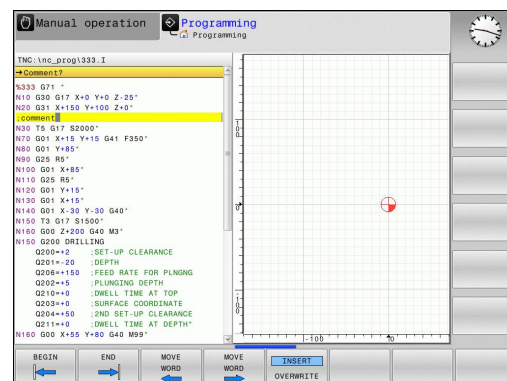 Manual operation
Programming
Programming
TNC:\nc_prog\333.I
→Comment?
%333 G71 *
N10 G30 G17 X+0 Y+0 Z-25*
N20 G31 X+150 Y+100 Z+0*
;comment
N30 T5 G17 S2000*
N70 G01 X+15 Y+15 G41 F350*
N80 G01 Y+85*
N90 G25 R5*
N100 G01 X+85*
N110 G25 R5*
N120 G01 Y+15*
N130 G01 X+15*
N140 G01 X-30 Y-30 G40*
N150 T3 G17 S1500*
N160 G00 Z+200 G40 M3*
N150 G200 DRILLING
Q200=+2 ;SET-UP CLEARANCE
Q201=-20 ;DEPTH
Q206=+150 ;FEED RATE FOR PLNGNG
Q202=+5 ;PLUNGING DEPTH
Q210=+0 ;DWELL TIME AT TOP
Q203=+0 ;SURFACE COORDINATE
Q204=+50 ;2ND SET-UP CLEARANCE
Q211=+0 ;DWELL TIME AT DEPTH*
N160 G00 X+55 Y+80 G40 M99*
-100
BEGIN
END
MOVE WORD
MOVE WORD
INSERT
OVERWRITE